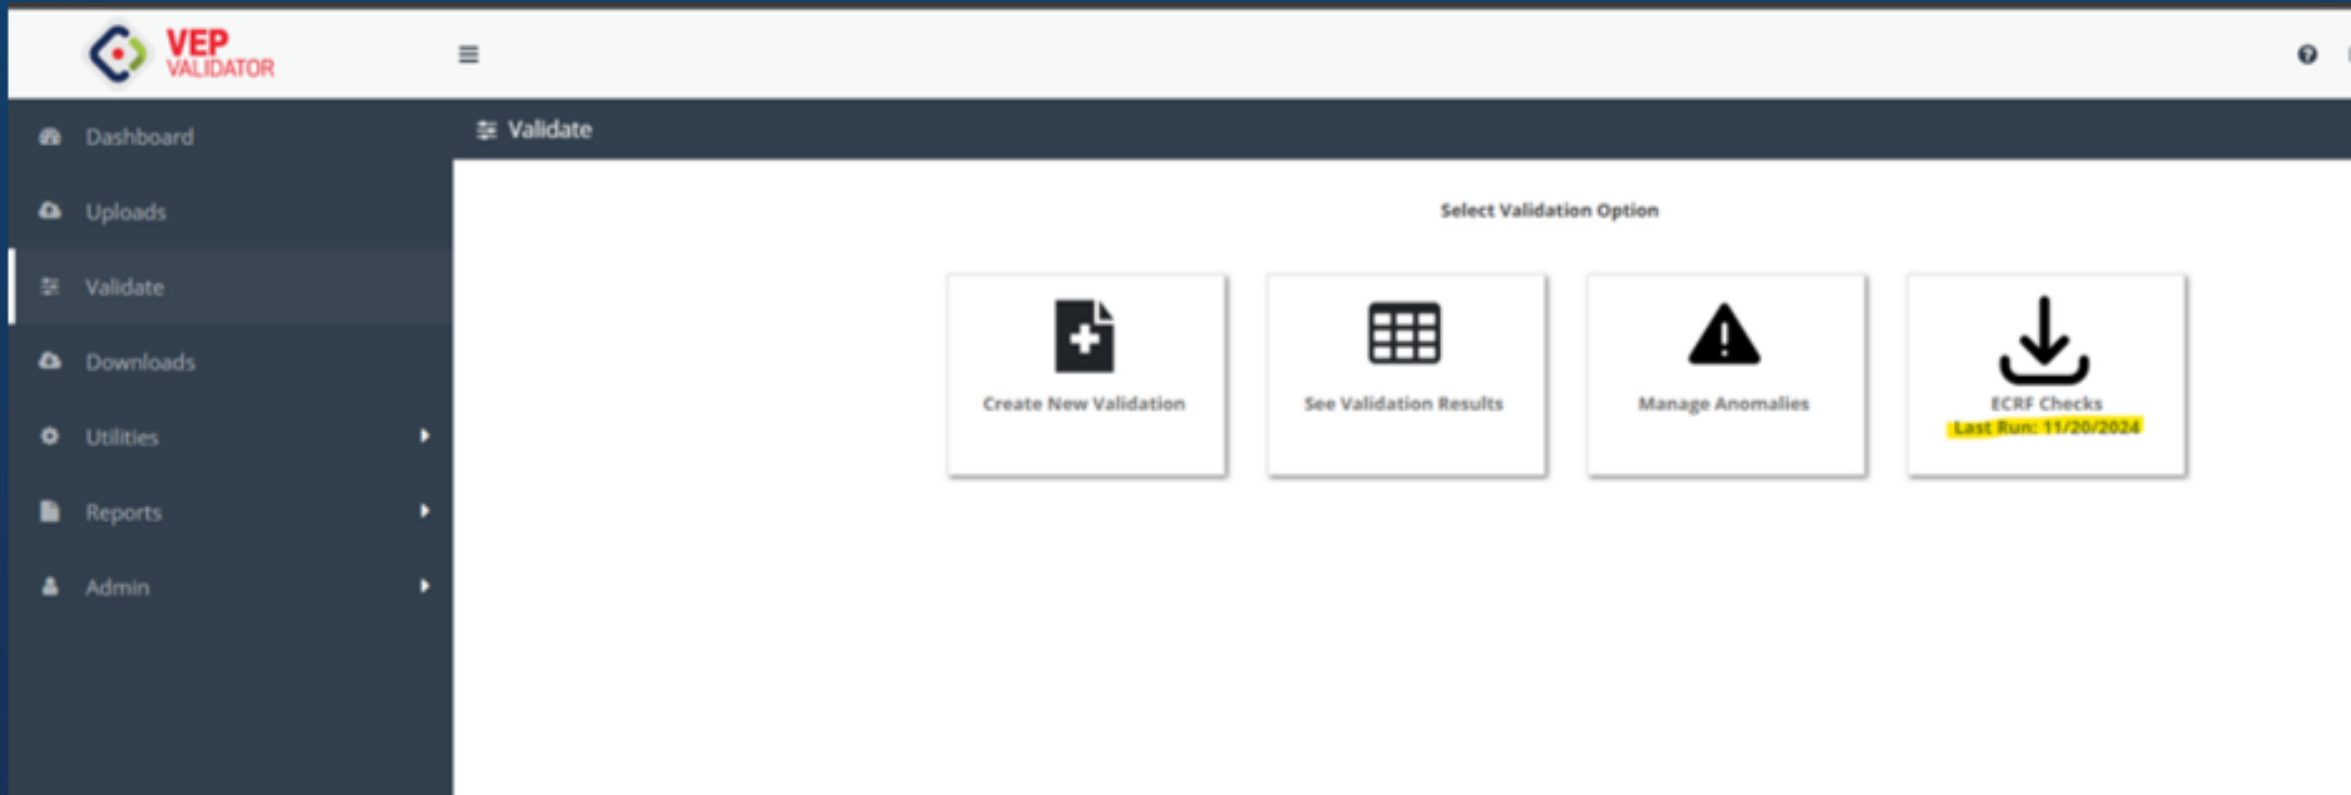 VEP
VALIDATOR
Dashboard
Uploads
Validate
Downloads
Utilities
Reports
Admin
Validate
Select Validation Option
Create New Validation
See Validation Results
Manage Anomalies
ECRF Checks
Last Run: 11/20/2024